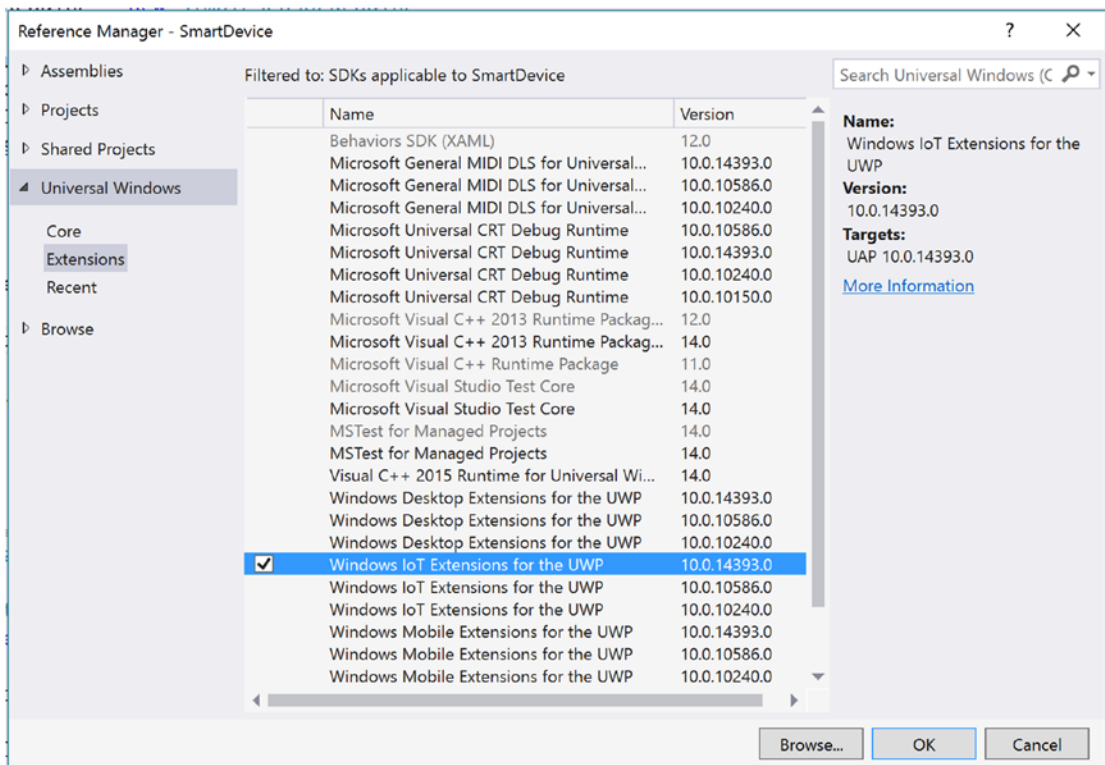 Reference Manager - SmartDevice
Assemblies
Projects
Shared Projects
Universal Windows
Core
Extensions
Recent
Browse
Filtered to: SDKs applicable to SmartDevice
Search Universal Windows (C
Name Version
Behaviors SDK (XAML) 12.0
Microsoft General MIDI DLS for Universal... 10.0.14393.0
Microsoft General MIDI DLS for Universal... 10.0.10586.0
Microsoft General MIDI DLS for Universal... 10.0.10240.0
Microsoft Universal CRT Debug Runtime 10.0.10586.0
Microsoft Universal CRT Debug Runtime 10.0.14393.0
Microsoft Universal CRT Debug Runtime 10.0.10240.0
Microsoft Universal CRT Debug Runtime 10.0.10150.0
Microsoft Visual C++ 2013 Runtime Packag... 12.0
Microsoft Visual C++ 2013 Runtime Packag... 14.0
Microsoft Visual C++ Runtime Package 11.0
Microsoft Visual Studio Test Core 14.0
Microsoft Visual Studio Test Core 14.0
MSTest for Managed Projects 14.0
MSTest for Managed Projects 14.0
Visual C++ 2015 Runtime for Universal Wi... 14.0
Windows Desktop Extensions for the UWP 10.0.14393.0
Windows Desktop Extensions for the UWP 10.0.10586.0
Windows Desktop Extensions for the UWP 10.0.10240.0
Windows IoT Extensions for the UWP 10.0.14393.0
Windows IoT Extensions for the UWP 10.0.10586.0
Windows IoT Extensions for the UWP 10.0.10240.0
Windows Mobile Extensions for the UWP 10.0.14393.0
Windows Mobile Extensions for the UWP 10.0.10586.0
Windows Mobile Extensions for the UWP 10.0.10240.0
Name:
Windows IoT Extensions for the
UWP
Version:
10.0.14393.0
Targets:
UAP 10.0.14393.0
More Information
Browse... OK Cancel